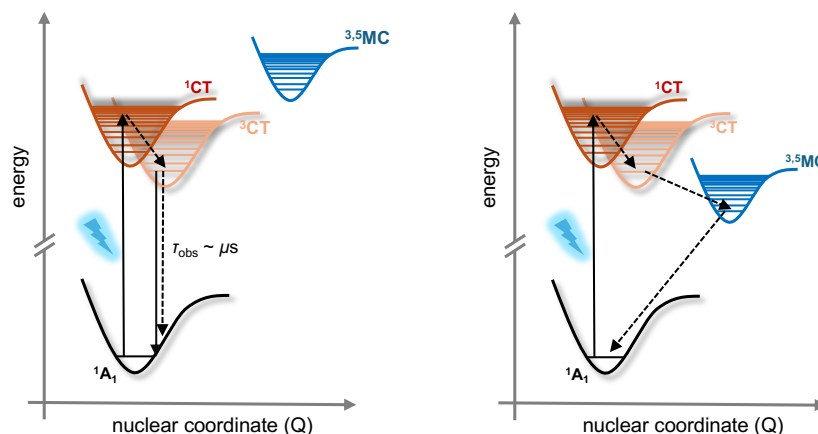 3,5MC
1CT
3CT
energy
τobs ~ μs
1A1
nuclear coordinate (Q)
1CT
3CT
3,5MC
energy
1A1
nuclear coordinate (Q)